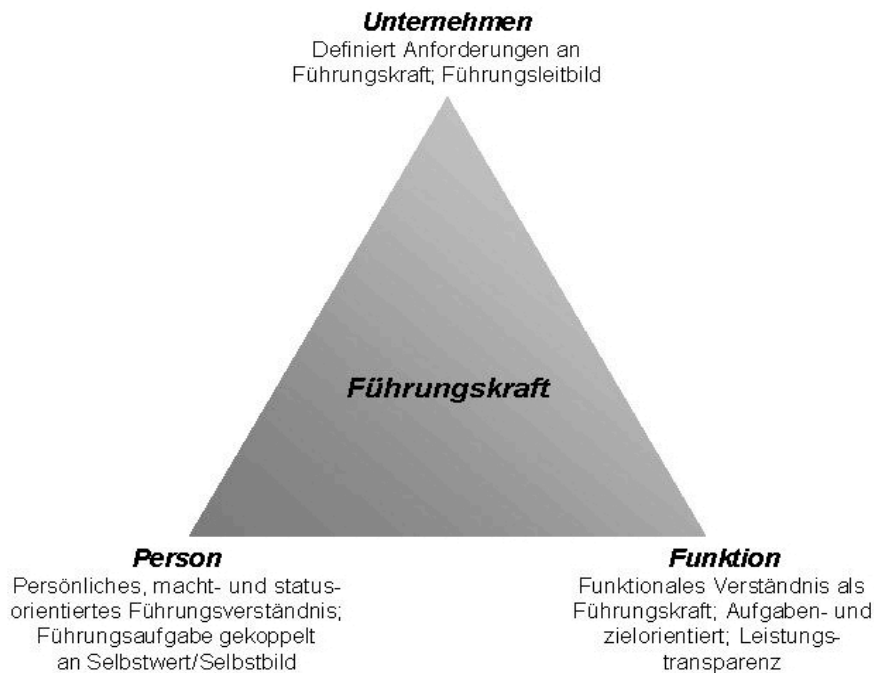 Unternehmen
Definiert Anforderungen an
Führungskraft; Führungsleitbild
Führungskraft
Person
Persönliches, macht- und status-
orientiertes Führungsverständnis;
Führungsaufgabe gekoppelt
an Selbstwert/Selbstbild
Funktion
Funktionales Verständnis als
Führungskraft; Aufgaben- und
zielorientiert; Leistungs-
transparenz